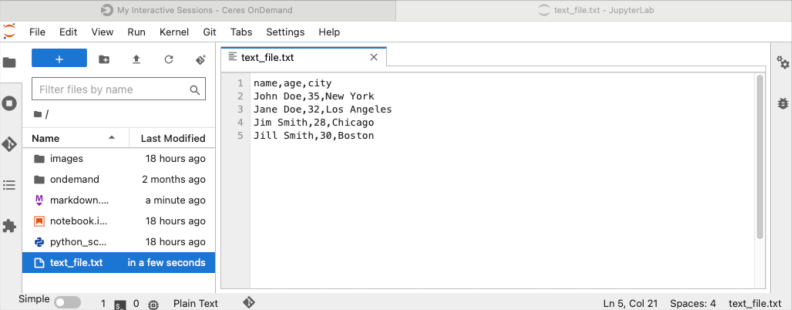 My Interactive Sessions - Ceres OnDemand
text_file.txt - JupyterLab
File Edit View Run Kernel Git Tabs Settings Help
+
text_file.txt
Filter files by name
/
Name Last Modified
images 18 hours ago
ondemand 2 months ago
markdown.... a minute ago
notebook.i... 18 hours ago
python_sc... 18 hours ago
text_file.txt in a few seconds
1 name,age,city
2 John Doe,35,New York
3 Jane Doe,32,Los Angeles
4 Jim Smith,28,Chicago
5 Jill Smith,30,Boston
Simple 1 0 Plain Text Ln 5, Col 21 Spaces: 4 text_file.txt